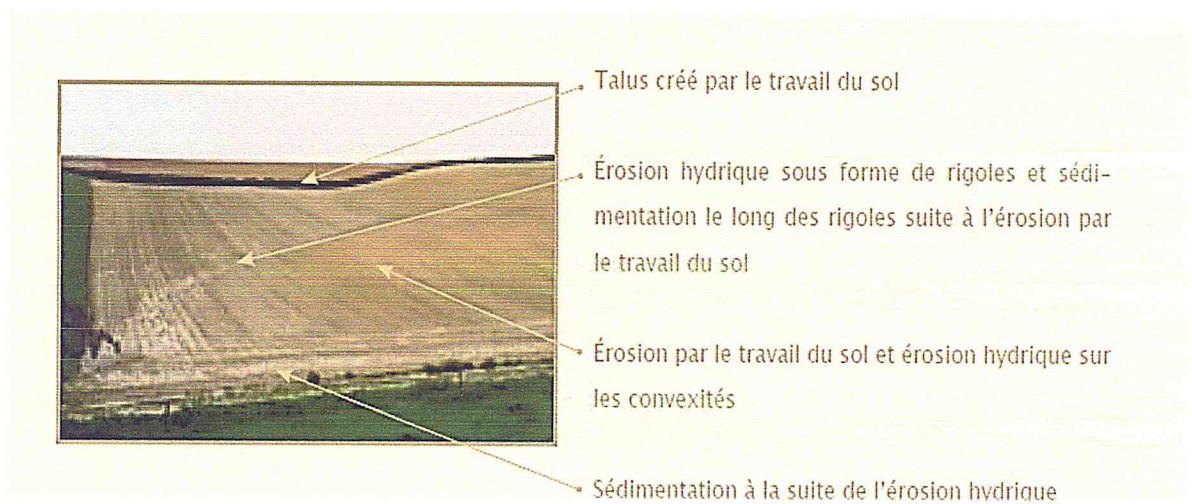 Talus créé par le travail du sol
Érosion hydrique sous forme de rigoles et sédi-
mentation le long des rigoles suite à l'érosion par
le travail du sol
Érosion par le travail du sol et érosion hydrique sur
les convexités
Sédimentation à la suite de l'érosion hydrique